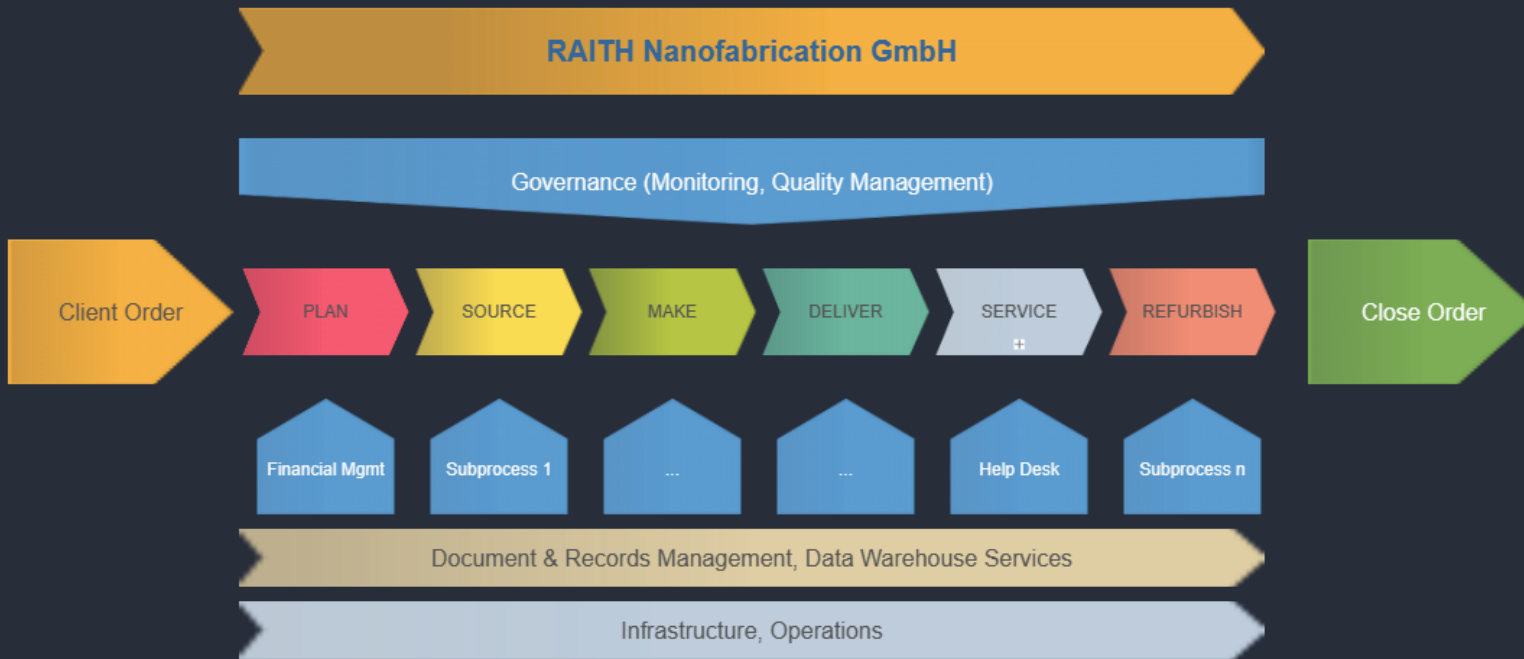 RAITH Nanofabrication GmbH
Governance (Monitoring, Quality Management)
Client Order
PLAN
SOURCE
MAKE
DELIVER
SERVICE
REFURBISH
Close Order
Financial Mgmt
Subprocess 1
...
...
Help Desk
Subprocess n
Document & Records Management, Data Warehouse Services
Infrastructure, Operations